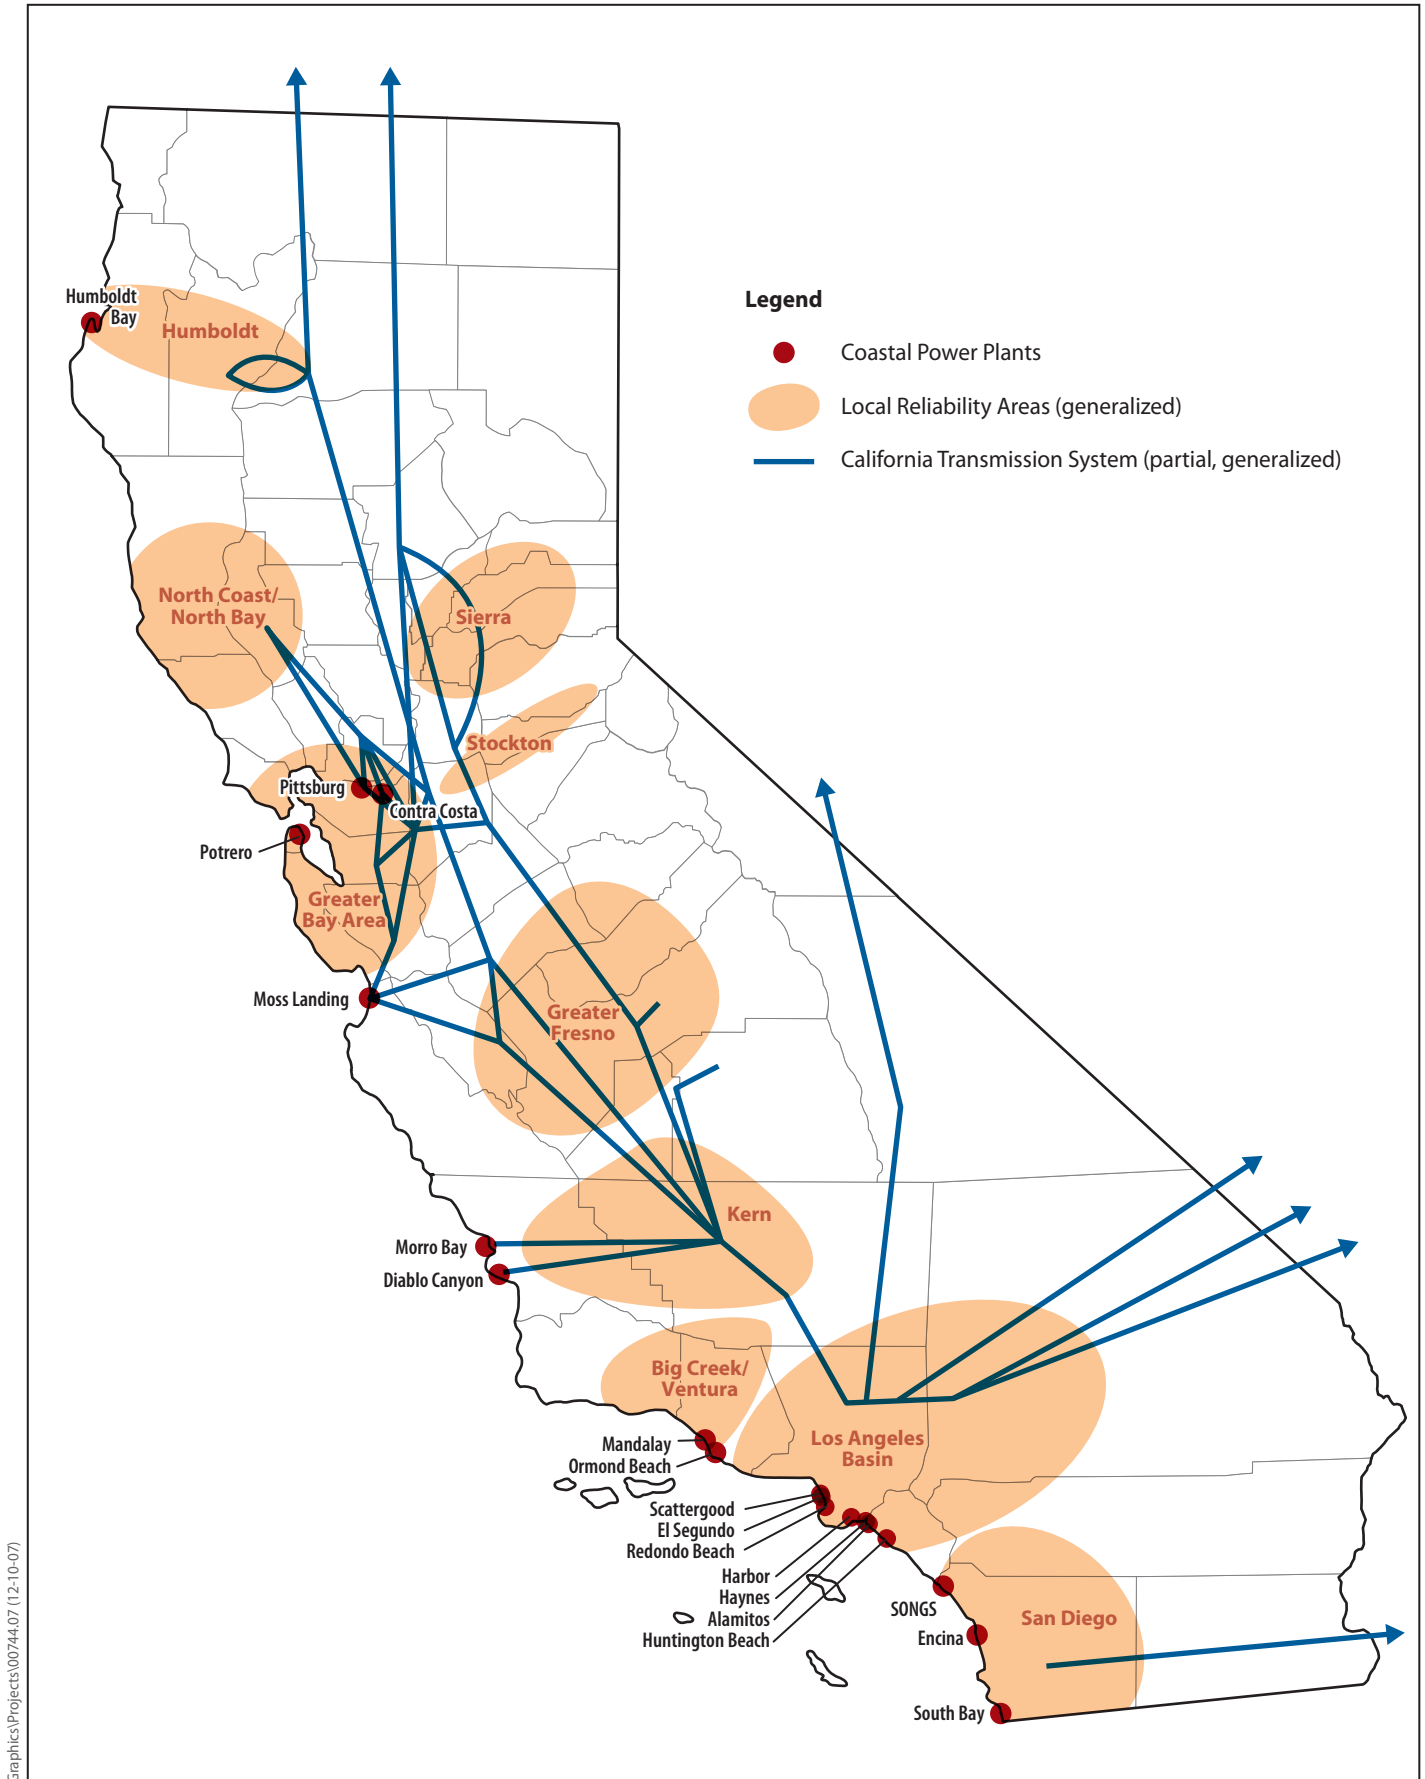 Legend
Coastal Power Plants
Local Reliability Areas (generalized)
California Transmission System (partial, generalized)
Humboldt
Bay
Humboldt
North Coast/
North Bay
Sierra
Stockton
Pittsburg
Contra Costa
Potrero
Greater
Bay Area
Moss Landing
Greater
Fresno
Kern
Morro Bay
Diablo Canyon
Big Creek/
Ventura
Los Angeles
Basin
Mandalay
Ormond Beach
Scattergood
El Segundo
Redondo Beach
Harbor
Haynes
Alamitos
Huntington Beach
SONGS
Encina
San Diego
South Bay
Graphics\Projects\00744.07 (12-10-07)